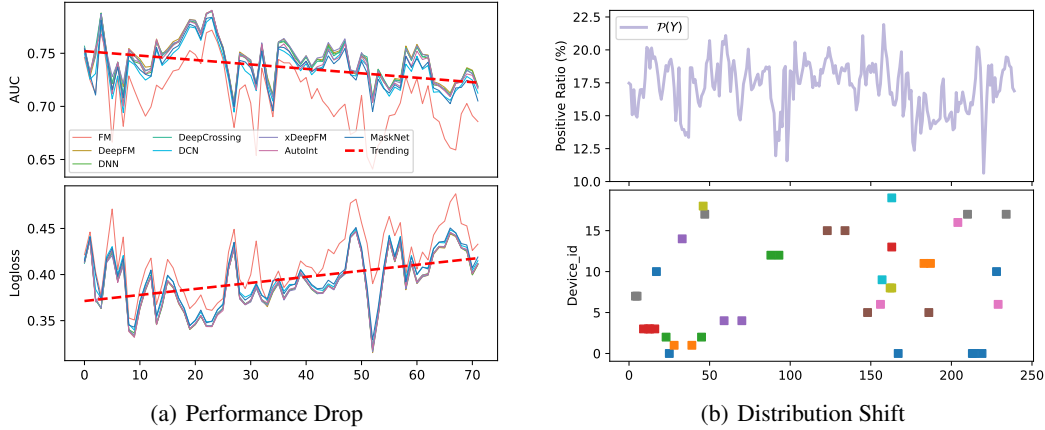 0.75
0.70
0.65
AUC
FM
DeepFM
DNN
DeepCrossing
DCN
xDeepFM
AutoInt
MaskNet
Trending
0.45
0.40
0.35
Logloss
0 10 20 30 40 50 60 70
(a) Performance Drop
22.5
20.0
17.5
15.0
12.5
10.0
Positive Ratio (%)
𝒫(Y)
15
10
5
0
Device_id
0 50 100 150 200 250
(b) Distribution Shift